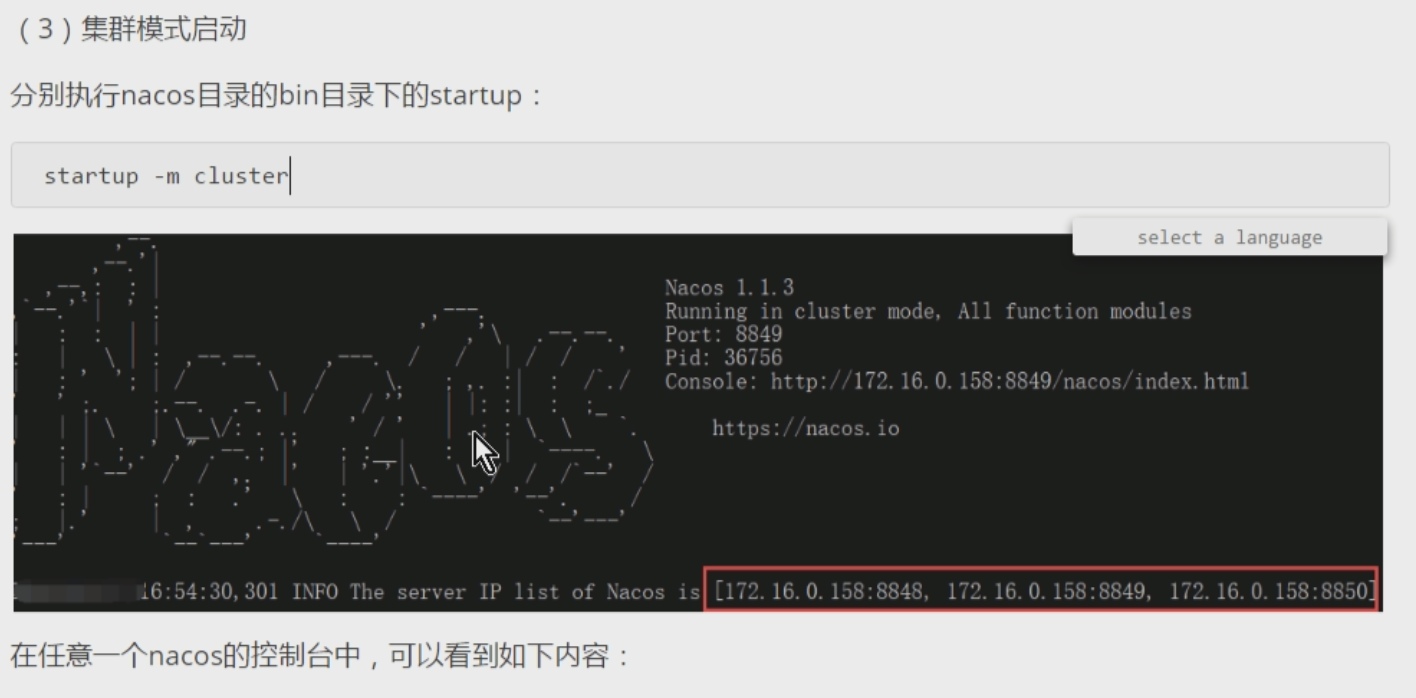 （3）集群模式启动
分别执行nacos目录的bin目录下的startup：
startup -m cluster
select a language
Nacos 1.1.3
Running in cluster mode, All function modules
Port: 8849
Pid: 36756
Console: http://172.16.0.158:8849/nacos/index.html
https://nacos.io
16:54:30,301 INFO The server IP list of Nacos is [172.16.0.158:8848, 172.16.0.158:8849, 172.16.0.158:8850]
在任意一个nacos的控制台中，可以看到如下内容：